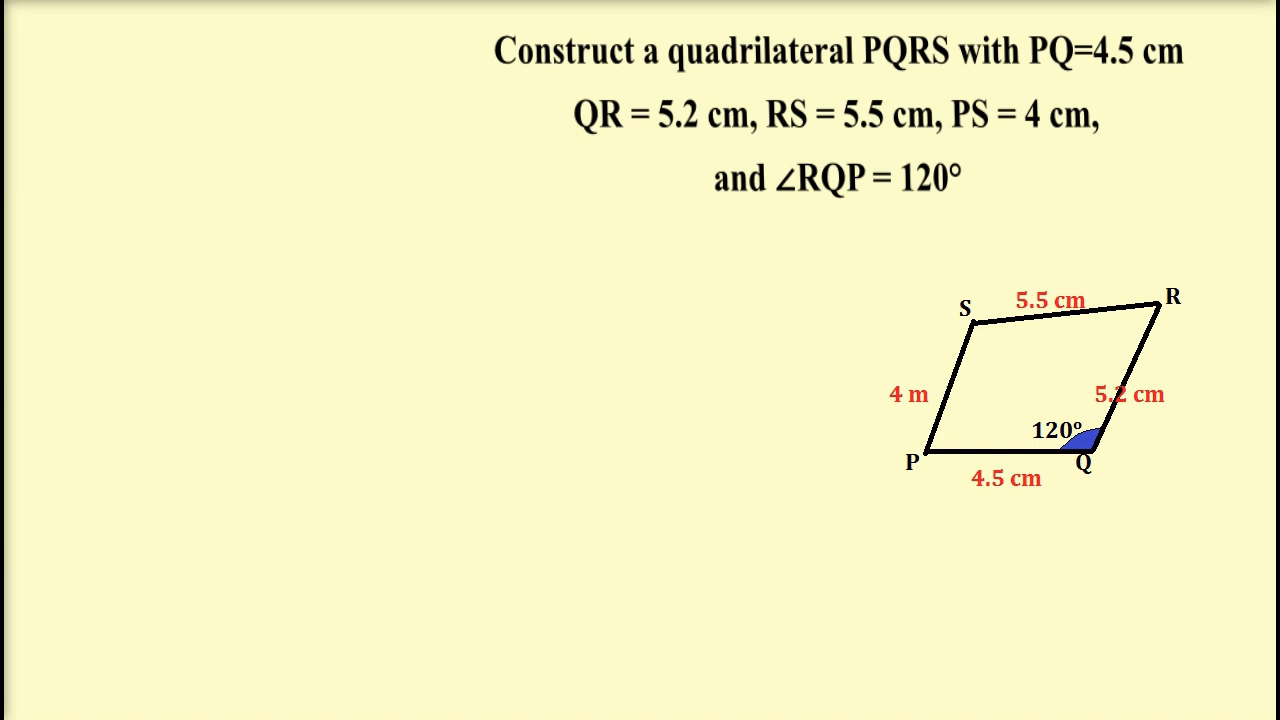 Construct a quadrilateral PQRS with PQ=4.5 cm
QR = 5.2 cm, RS = 5.5 cm, PS = 4 cm,
and ∠RQP = 120°
S
5.5 cm
R
4 m
5.2 cm
120°
P
Q
4.5 cm